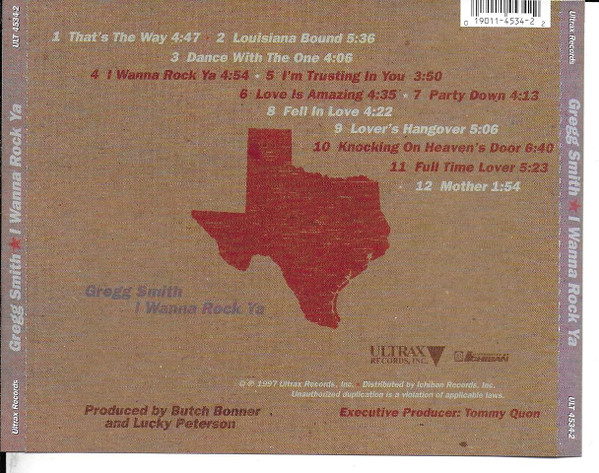 ULT 4534-2
Gregg Smith ★ I Wanna Rock Ya
Ultrax Records
0 19011-4534-2 2
1 That's The Way 4:47 · 2 Louisiana Bound 5:36
3 Dance With The One 4:06
4 I Wanna Rock Ya 4:54 · 5 I'm Trusting In You 3:50
6 Love Is Amazing 4:35 · 7 Party Down 4:13
8 Fell In Love 4:22
9 Lover's Hangover 5:06
10 Knocking On Heaven's Door 6:40
11 Full Time Lover 5:23
12 Mother 1:54
Gregg Smith
I Wanna Rock Ya
ULTRAX
RECORDS, INC.
ICHIBAN
© ℗ 1997 Ultrax Records, Inc. · Distributed by Ichiban Records, Inc.
Unauthorized duplication is a violation of applicable laws.
Produced by Butch Bonner
and Lucky Peterson
Executive Producer: Tommy Quon
Ultrax Records
Gregg Smith ★ I Wanna Rock Ya
ULT 4534-2